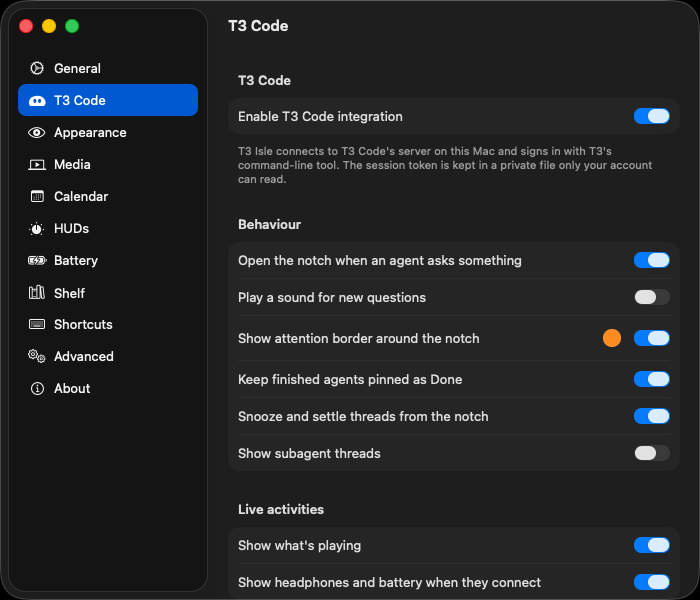 T3 Code
General
T3 Code
Appearance
Media
Calendar
HUDs
Battery
Shelf
Shortcuts
Advanced
About
T3 Code
Enable T3 Code integration
T3 Isle connects to T3 Code's server on this Mac and signs in with T3's
command-line tool. The session token is kept in a private file only your account
can read.
Behaviour
Open the notch when an agent asks something
Play a sound for new questions
Show attention border around the notch
Keep finished agents pinned as Done
Snooze and settle threads from the notch
Show subagent threads
Live activities
Show what's playing
Show headphones and battery when they connect